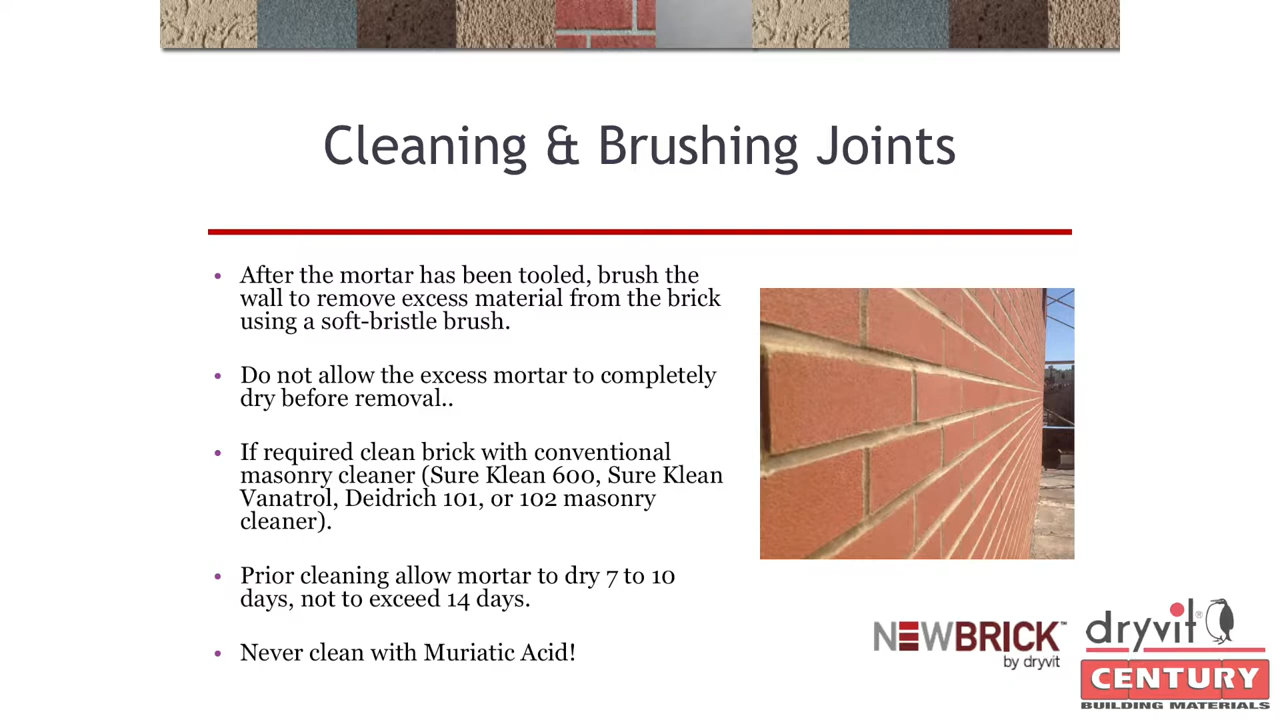 Cleaning & Brushing Joints
• After the mortar has been tooled, brush the
wall to remove excess material from the brick
using a soft-bristle brush.
• Do not allow the excess mortar to completely
dry before removal..
• If required clean brick with conventional
masonry cleaner (Sure Klean 600, Sure Klean
Vanatrol, Deidrich 101, or 102 masonry
cleaner).
• Prior cleaning allow mortar to dry 7 to 10
days, not to exceed 14 days.
• Never clean with Muriatic Acid!
NEWBRICK™
by dryvit
dryvit®
CENTURY
BUILDING MATERIALS